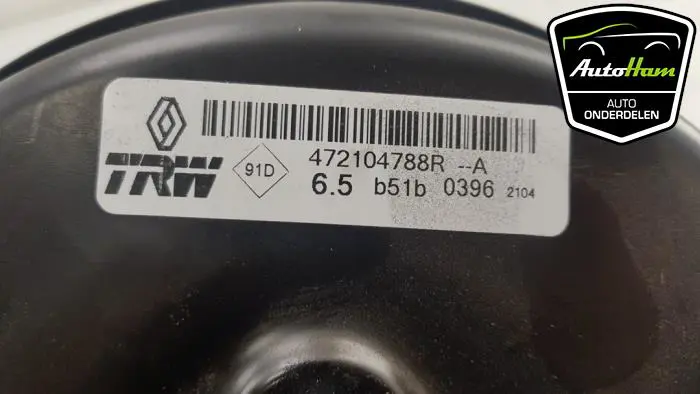 AutoHam
AUTO
ONDERDELEN
TRW
91D
472104788R --A
6.5 b51b 0396 2104